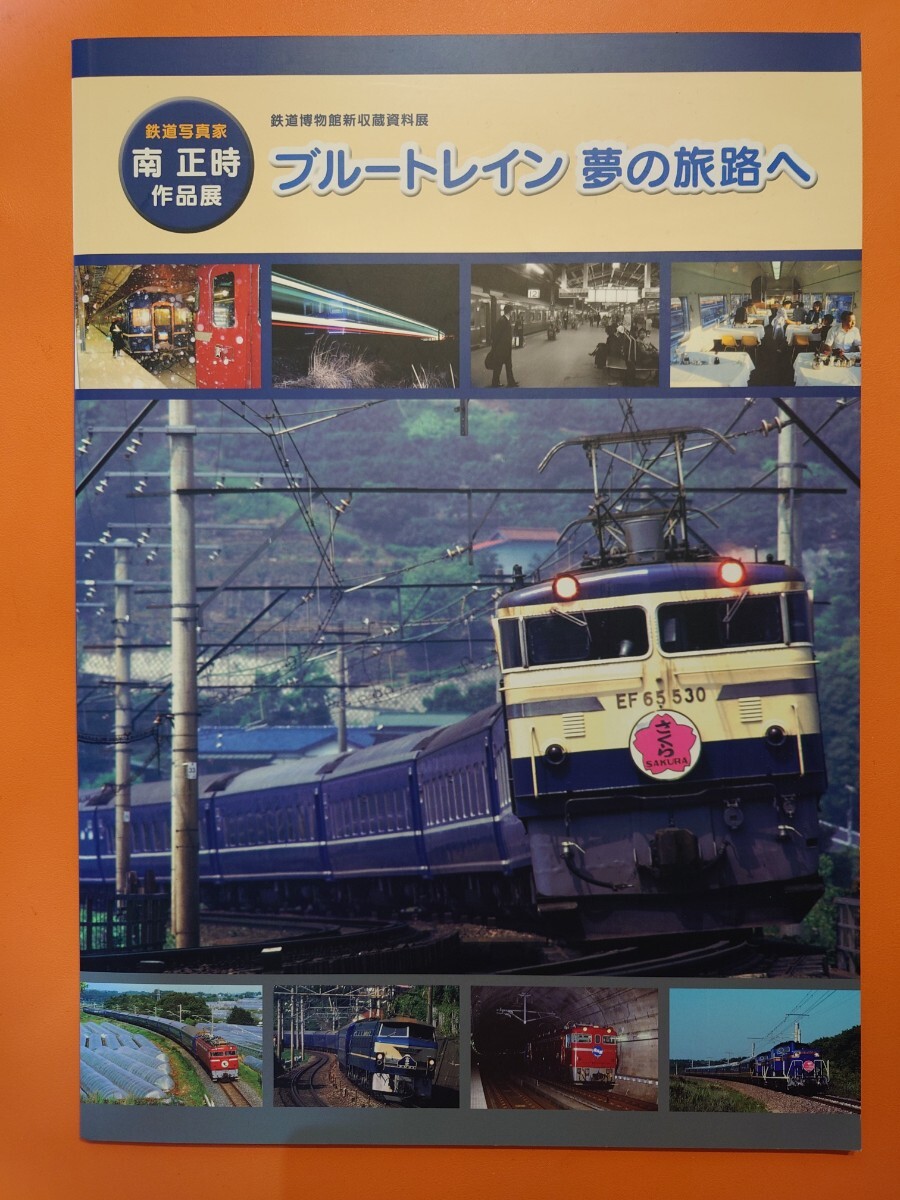 鉄道写真家
南 正時
作品展
鉄道博物館新収蔵資料展
ブルートレイン 夢の旅路へ
EF 65 530
さくら
SAKURA